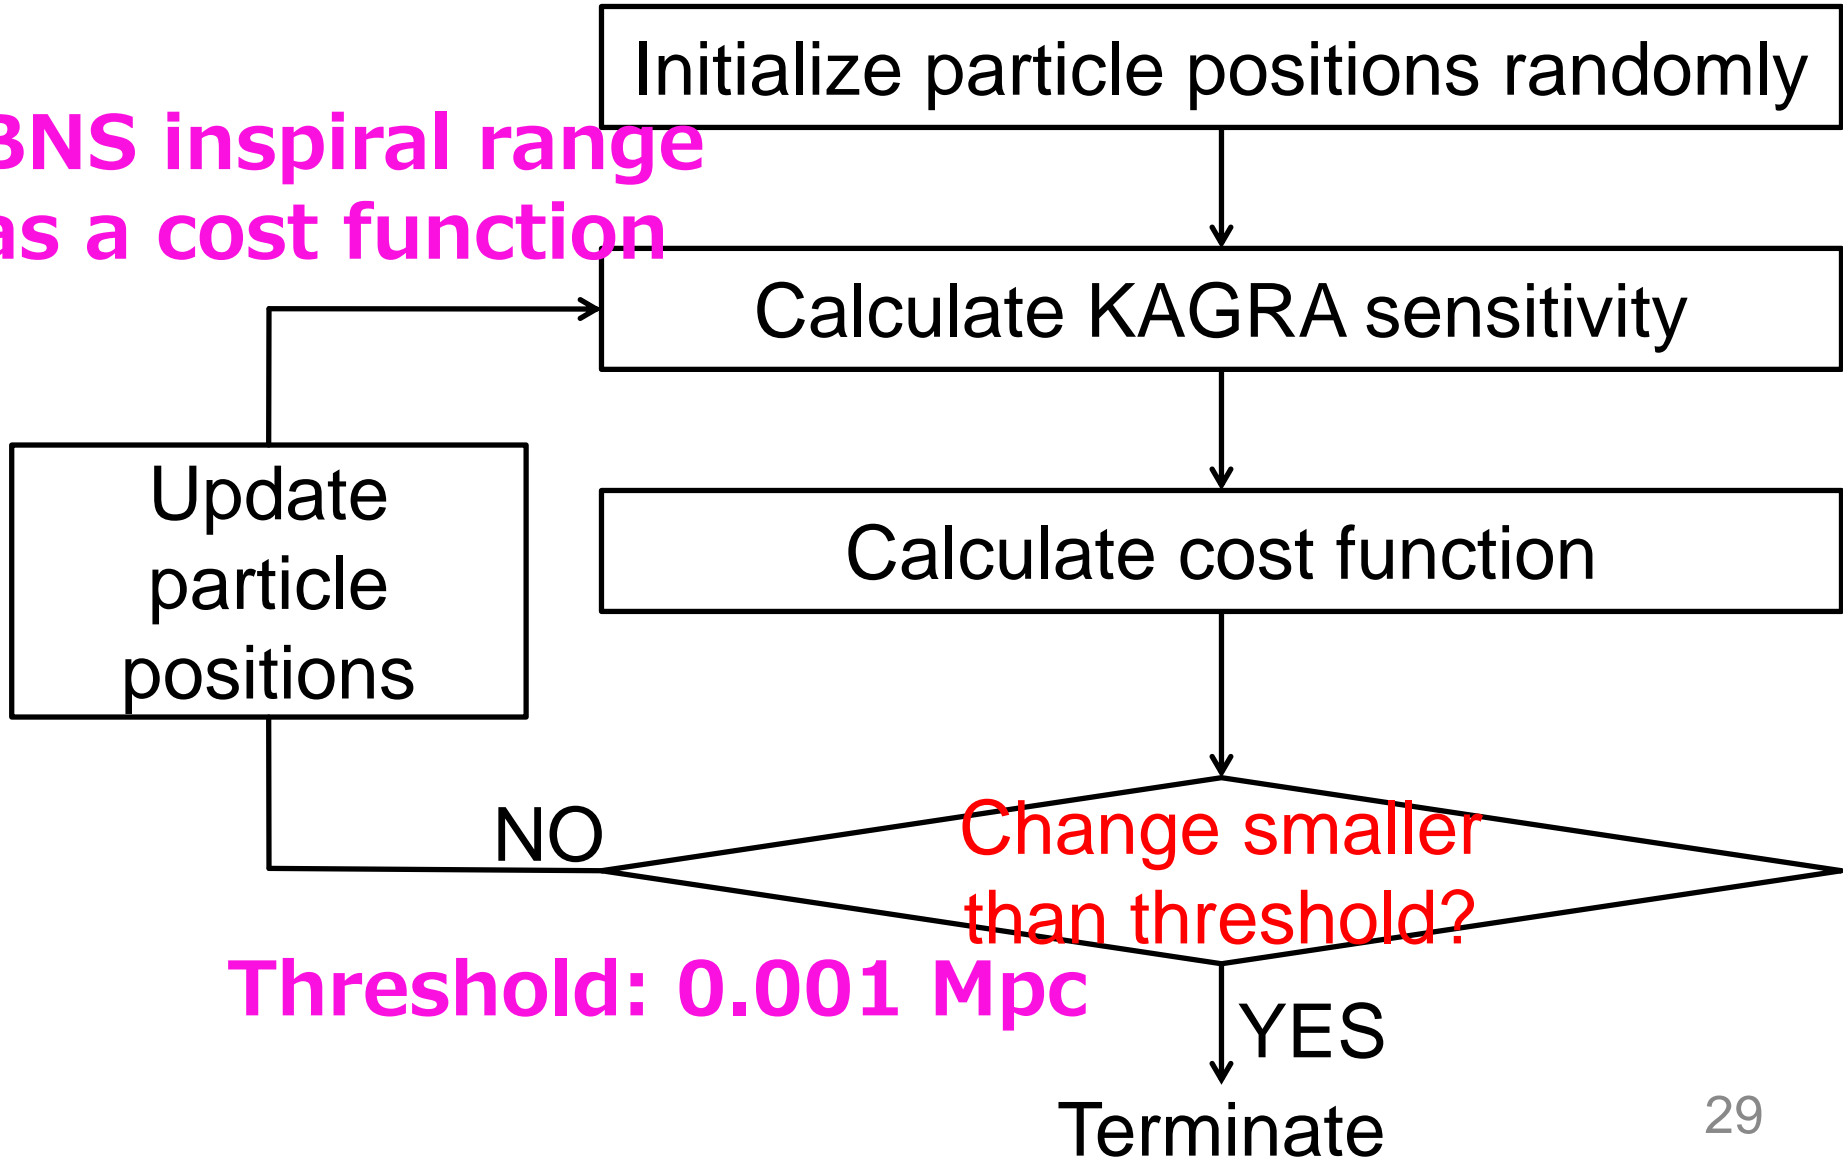 Initialize particle positions randomly
BNS inspiral range
as a cost function
Calculate KAGRA sensitivity
Update
particle
positions
Calculate cost function
NO
Change smaller
than threshold?
Threshold: 0.001 Mpc
YES
Terminate
29